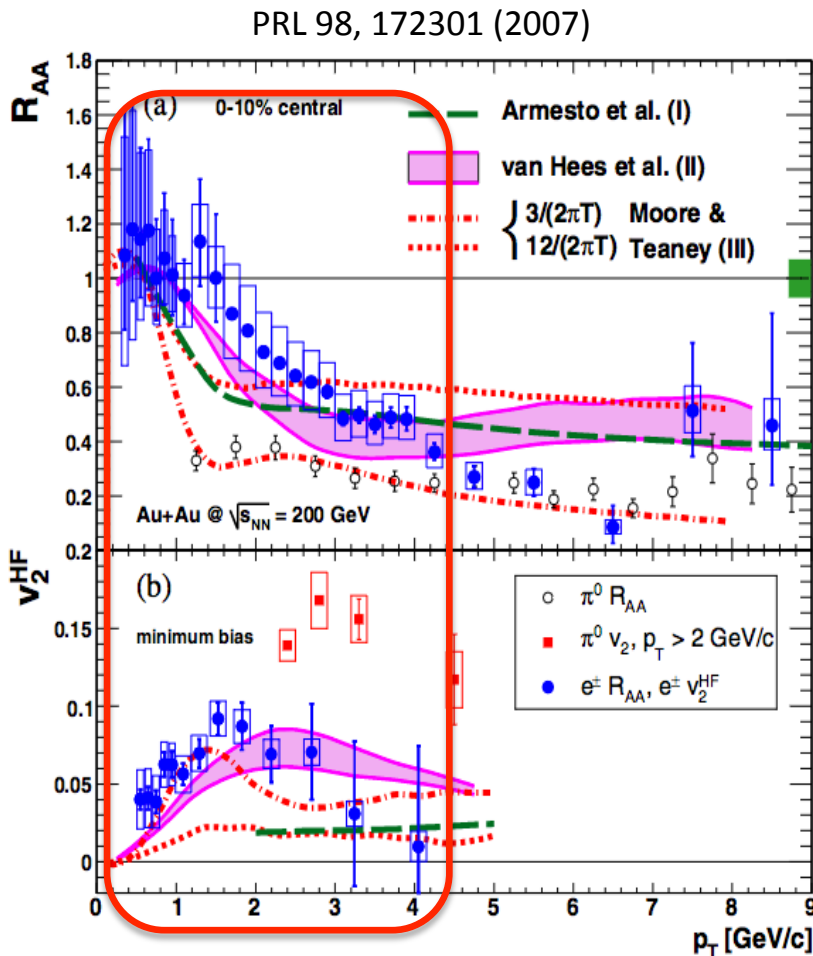 PRL 98, 172301 (2007)
R_AA
1.8
1.6
1.4
1.2
1
0.8
0.6
0.4
0.2
(a) 0-10% central
Armesto et al. (I)
van Hees et al. (II)
3/(2πT) Moore &
12/(2πT) Teaney (III)
Au+Au @ √s_NN = 200 GeV
v_2^HF
0.2
0.15
0.1
0.05
0
(b)
minimum bias
π⁰ R_AA
π⁰ v_2, p_T > 2 GeV/c
e± R_AA, e± v_2^HF
0 1 2 3 4 5 6 7 8 9
p_T [GeV/c]